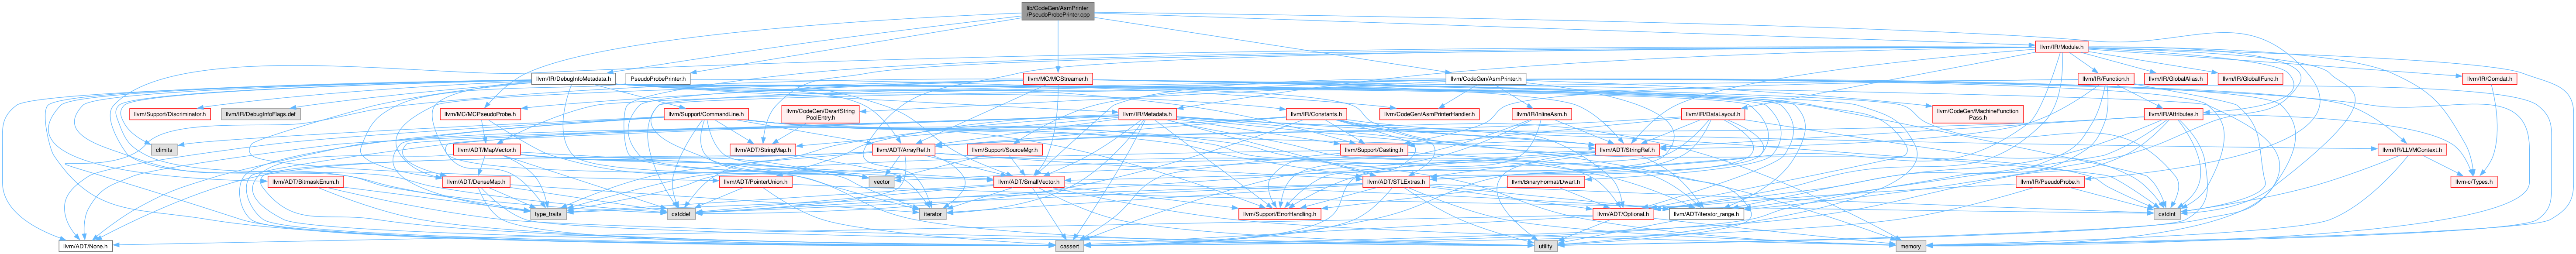 lib/CodeGen/AsmPrinter
/PseudoProbePrinter.cpp
llvm/IR/Module.h
llvm/IR/DebugInfoMetadata.h
PseudoProbePrinter.h
llvm/MC/MCStreamer.h
llvm/CodeGen/AsmPrinter.h
llvm/IR/Function.h
llvm/IR/GlobalAlias.h
llvm/IR/GlobalIFunc.h
llvm/IR/Comdat.h
llvm/Support/Discriminator.h
llvm/IR/DebugInfoFlags.def
llvm/MC/MCPseudoProbe.h
llvm/Support/CommandLine.h
llvm/CodeGen/DwarfString
PoolEntry.h
llvm/IR/Metadata.h
llvm/IR/Constants.h
llvm/CodeGen/AsmPrinterHandler.h
llvm/IR/InlineAsm.h
llvm/IR/DataLayout.h
llvm/CodeGen/MachineFunction
Pass.h
llvm/IR/Attributes.h
climits
llvm/ADT/MapVector.h
llvm/ADT/StringMap.h
llvm/ADT/ArrayRef.h
llvm/Support/SourceMgr.h
llvm/Support/Casting.h
llvm/ADT/StringRef.h
llvm/IR/LLVMContext.h
llvm/ADT/BitmaskEnum.h
llvm/ADT/DenseMap.h
llvm/ADT/PointerUnion.h
vector
llvm/ADT/SmallVector.h
llvm/ADT/STLExtras.h
llvm/BinaryFormat/Dwarf.h
llvm/IR/PseudoProbe.h
llvm-c/Types.h
type_traits
cstddef
iterator
llvm/Support/ErrorHandling.h
llvm/ADT/Optional.h
llvm/ADT/iterator_range.h
cstdint
llvm/ADT/None.h
cassert
utility
memory